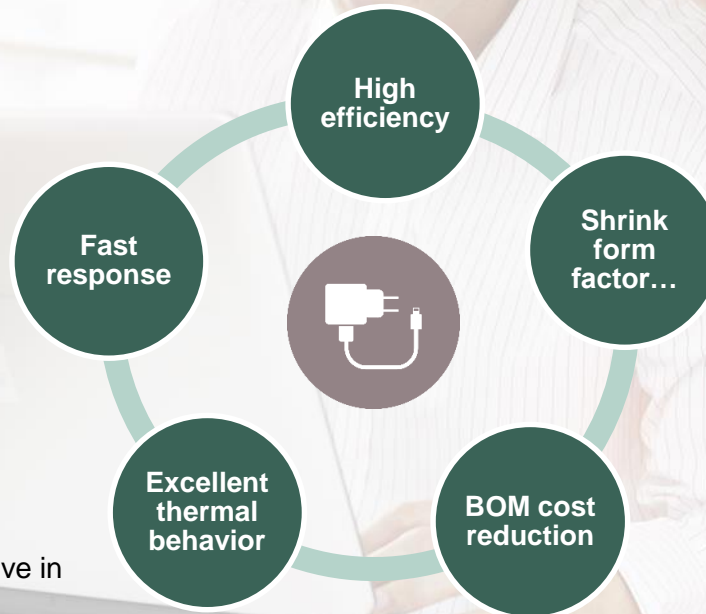 High
efficiency
Shrink
form
factor…
Fast
response
Excellent
thermal
behavior
BOM cost
reduction
ve in